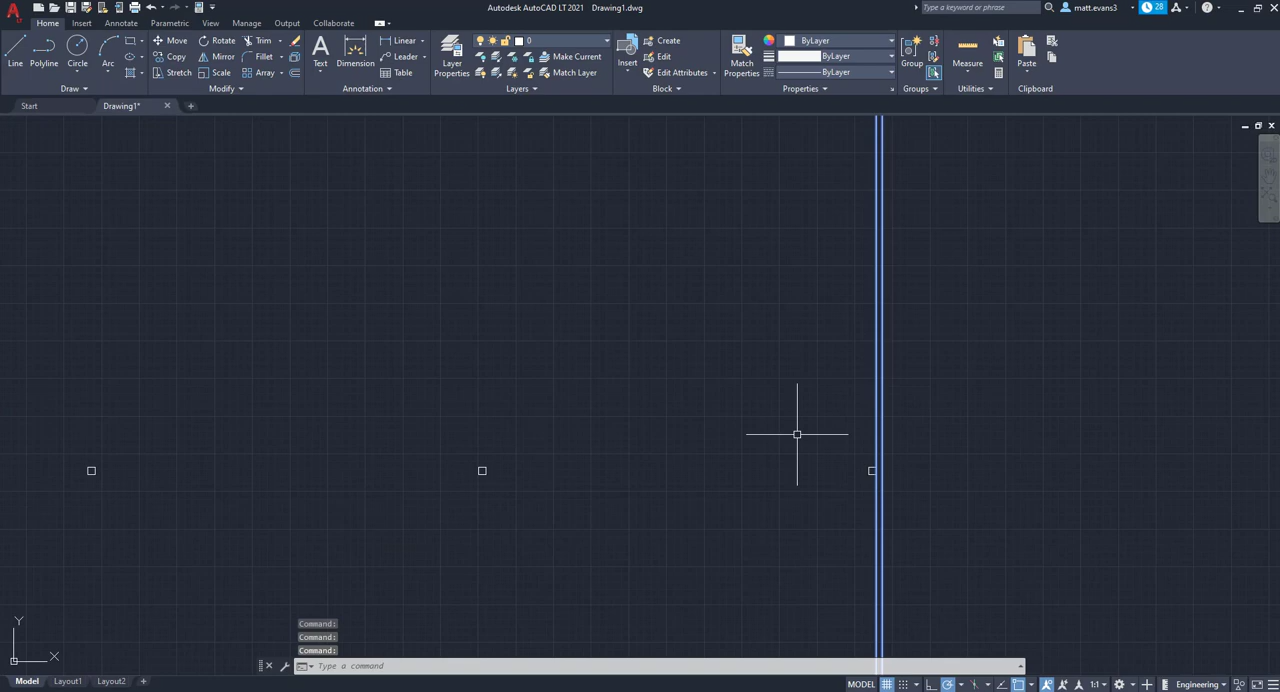 Autodesk AutoCAD LT 2021 Drawing1.dwg
Type a keyword or phrase
matt.evans3
28
Home Insert Annotate Parametric View Manage Output Collaborate
Line Polyline Circle Arc
Move Rotate Trim
Copy Mirror Fillet
Stretch Scale Array
Text Dimension
Linear
Leader
Table
Layer Properties
0
Make Current
Match Layer
Insert
Create
Edit
Edit Attributes
Match Properties
ByLayer
ByLayer
ByLayer
Group
Measure
Paste
Draw Modify Annotation Layers Block Properties Groups Utilities Clipboard
Start Drawing1*
Y
X
Command:
Command:
Command:
Type a command
Model Layout1 Layout2
MODEL 1:1 Engineering